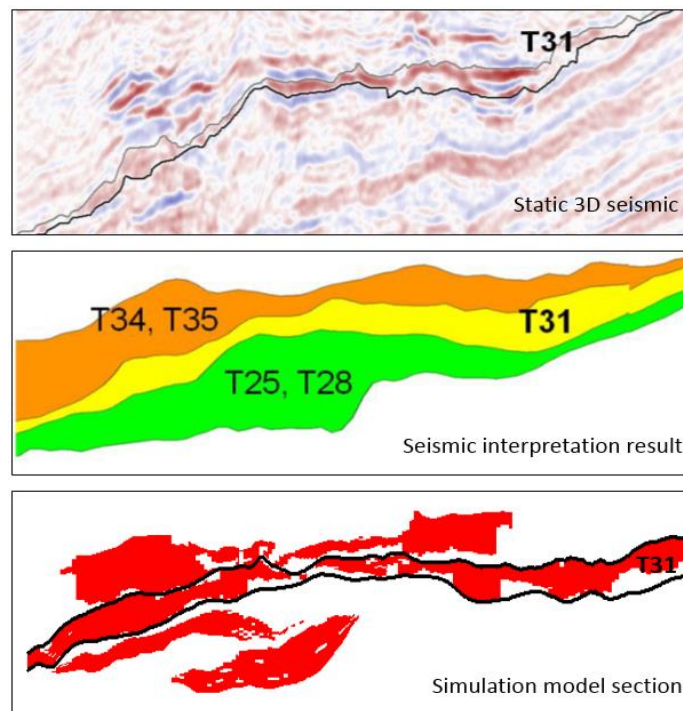 T31
Static 3D seismic
T34, T35
T31
T25, T28
Seismic interpretation result
T31
Simulation model section